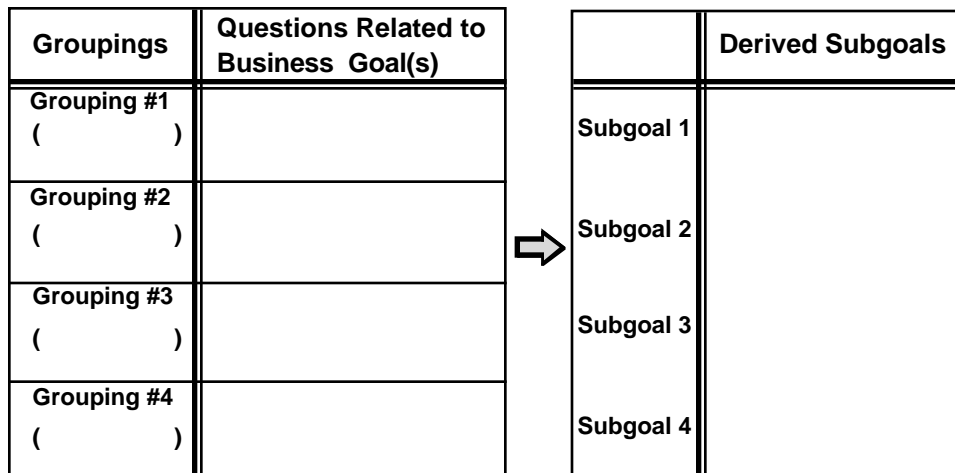 Groupings
Questions Related to
Business Goal(s)
Grouping #1
( )
Grouping #2
( )
Grouping #3
( )
Grouping #4
( )
Derived Subgoals
Subgoal 1
Subgoal 2
Subgoal 3
Subgoal 4